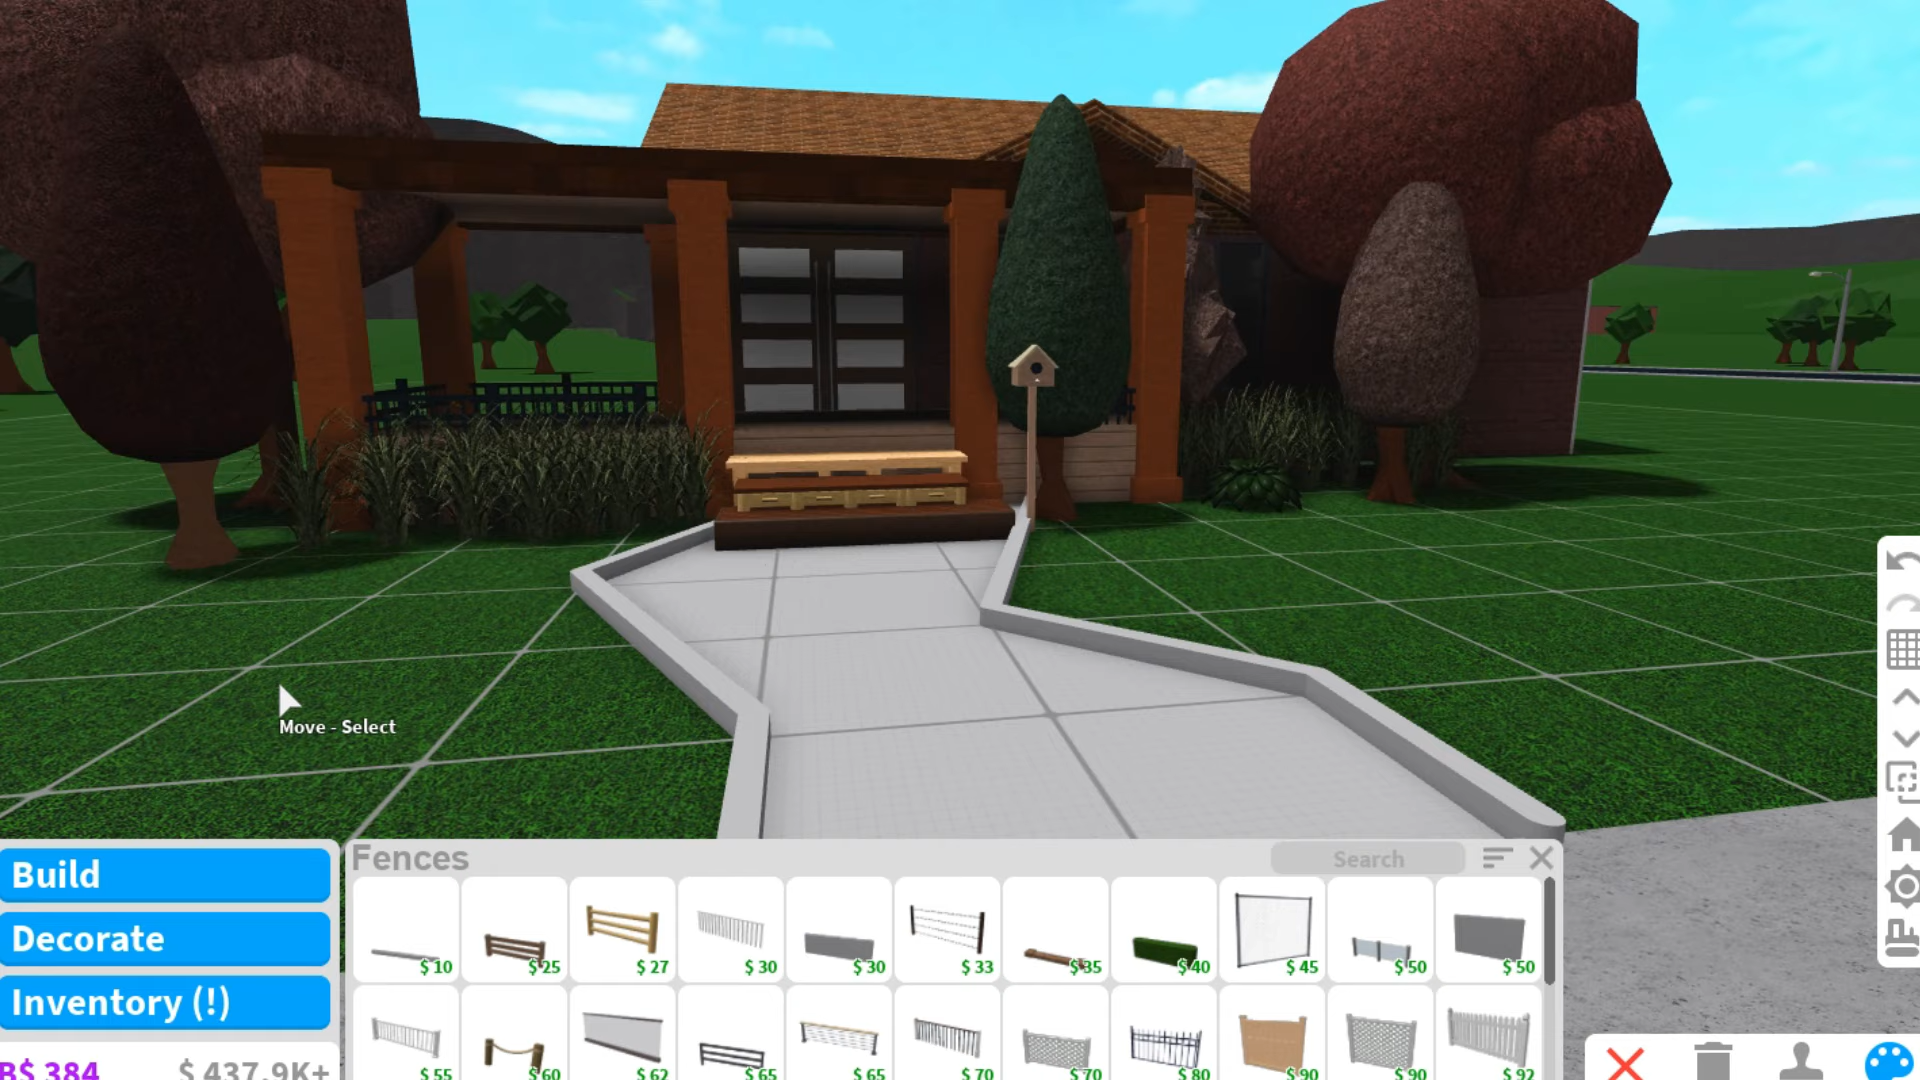 Move - Select
Build
Decorate
Inventory (!)
B$ 384 $ 437.9K+
Fences
Search
$ 10 $ 25 $ 27 $ 30 $ 30 $ 33 $ 35 $ 40 $ 45 $ 50 $ 50
$ 55 $ 60 $ 62 $ 65 $ 65 $ 70 $ 70 $ 80 $ 90 $ 90 $ 92